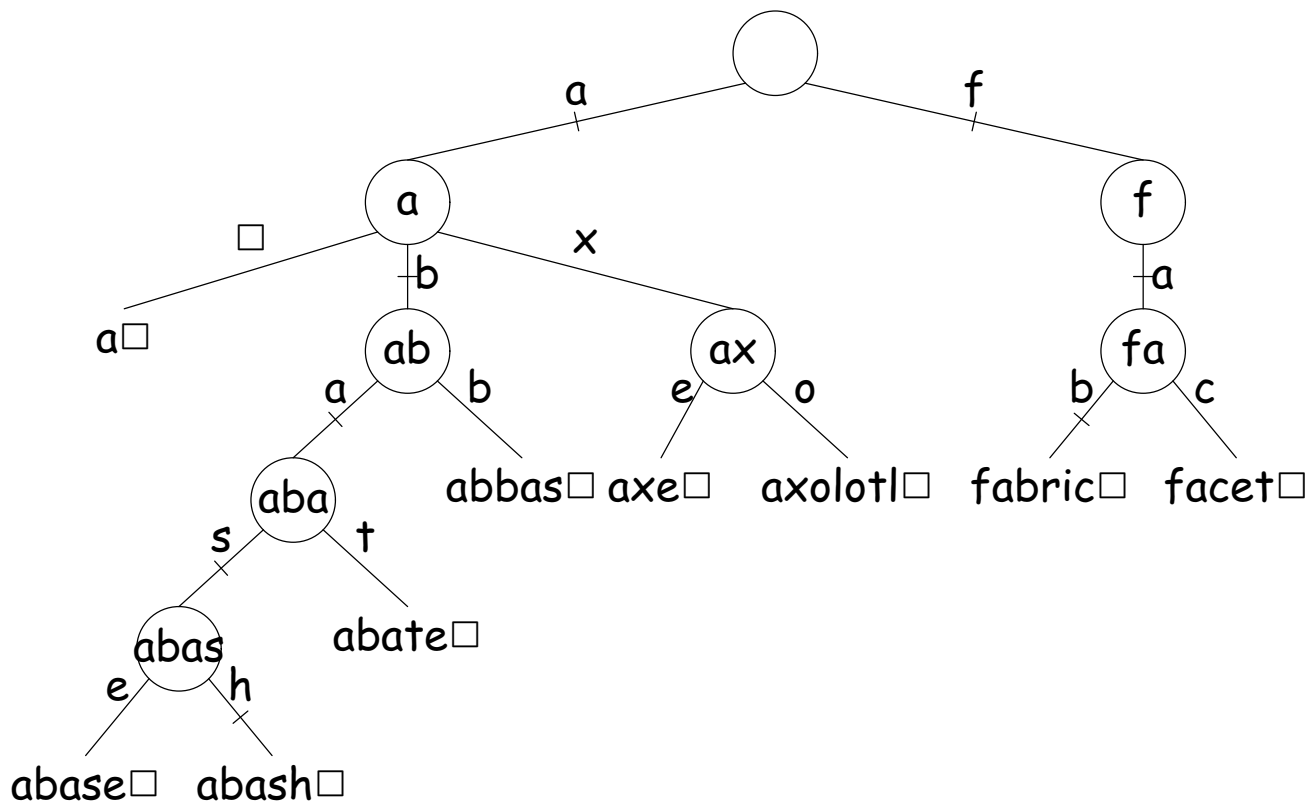 a f
a f
□ b x a
a□ ab ax fa
a b e o b c
aba abbas□ axe□ axolotl□ fabric□ facet□
s t
abas abate□
e h
abase□ abash□